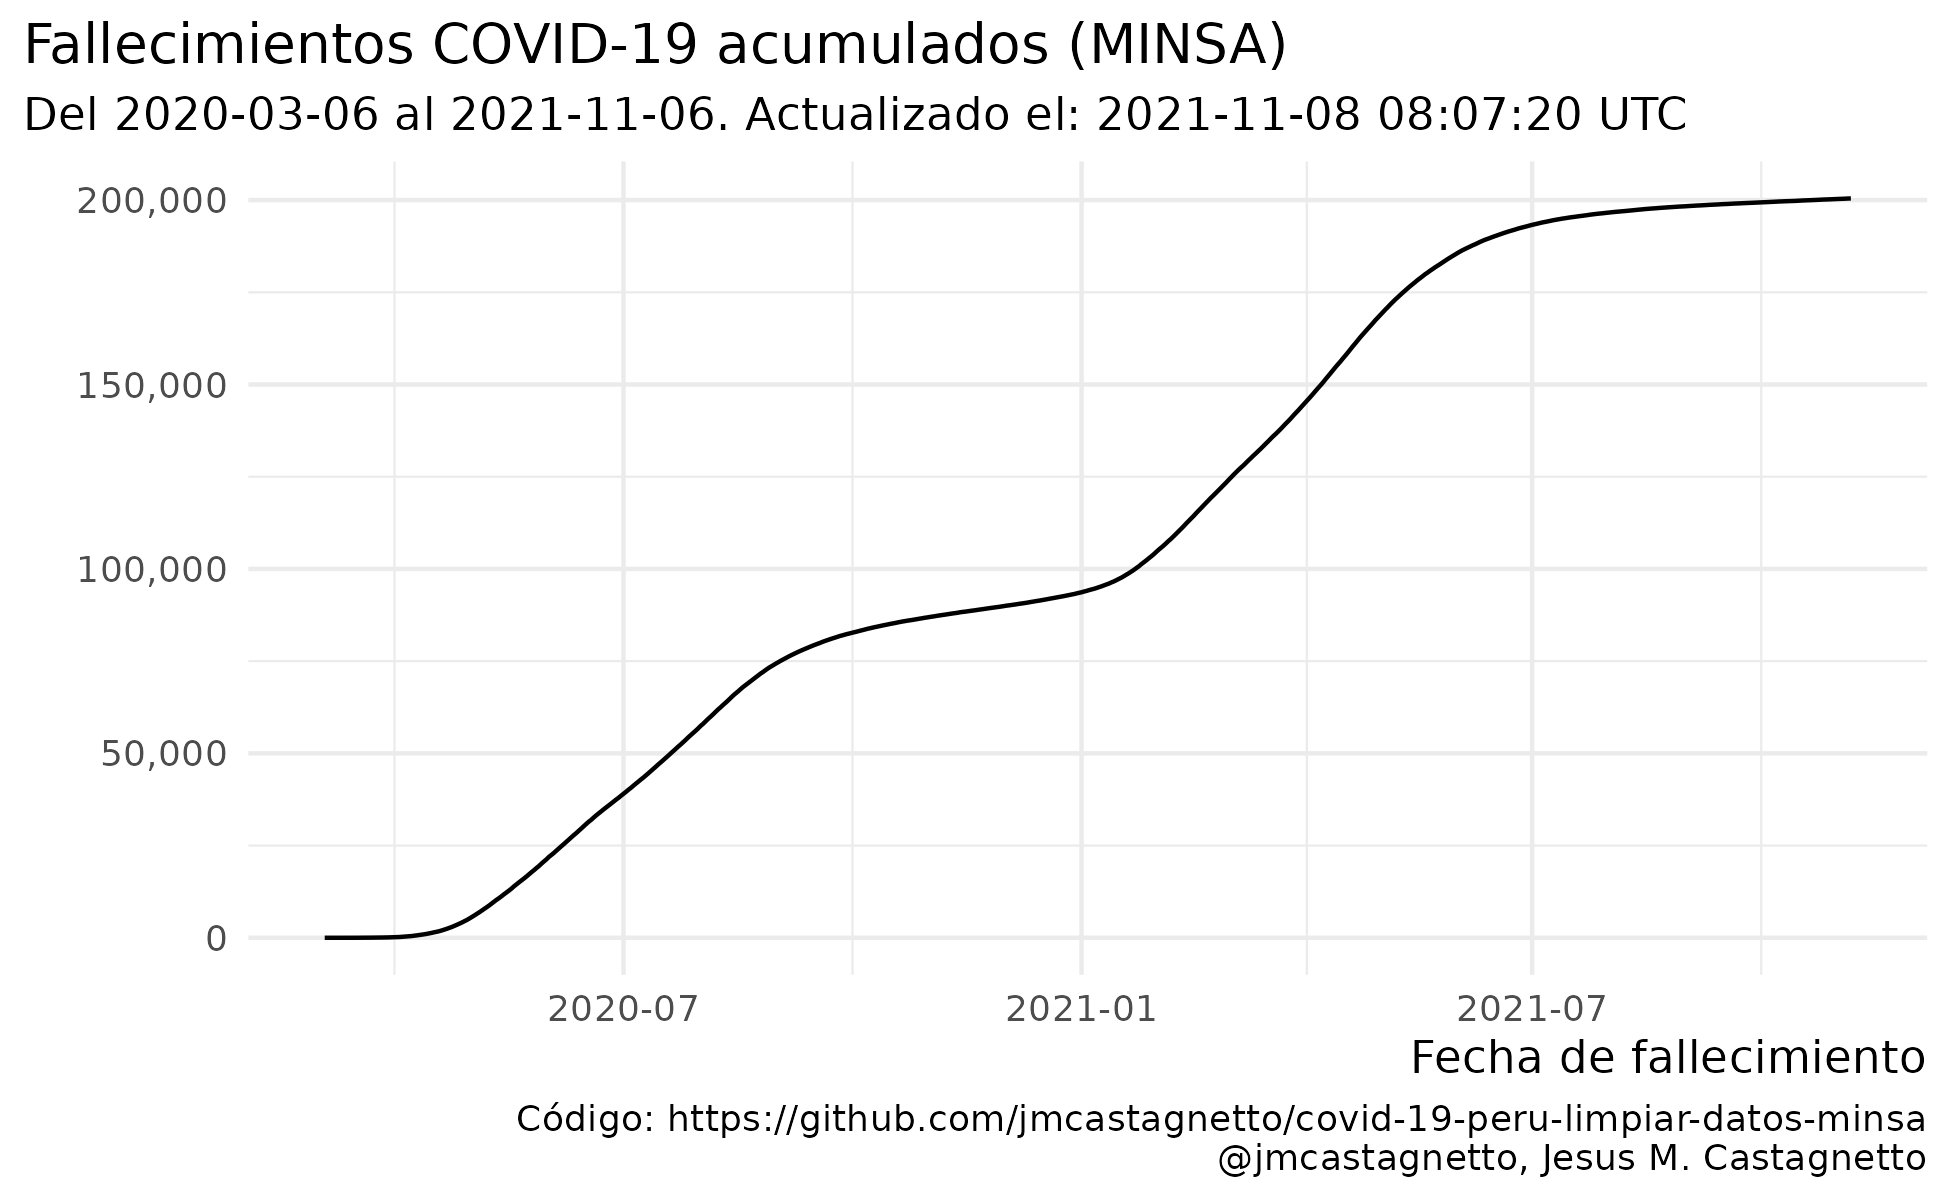 Fallecimientos COVID-19 acumulados (MINSA)
Del 2020-03-06 al 2021-11-06. Actualizado el: 2021-11-08 08:07:20 UTC
200,000
150,000
100,000
50,000
0
2020-07
2021-01
2021-07
Fecha de fallecimiento
Código: https://github.com/jmcastagnetto/covid-19-peru-limpiar-datos-minsa
@jmcastagnetto, Jesus M. Castagnetto